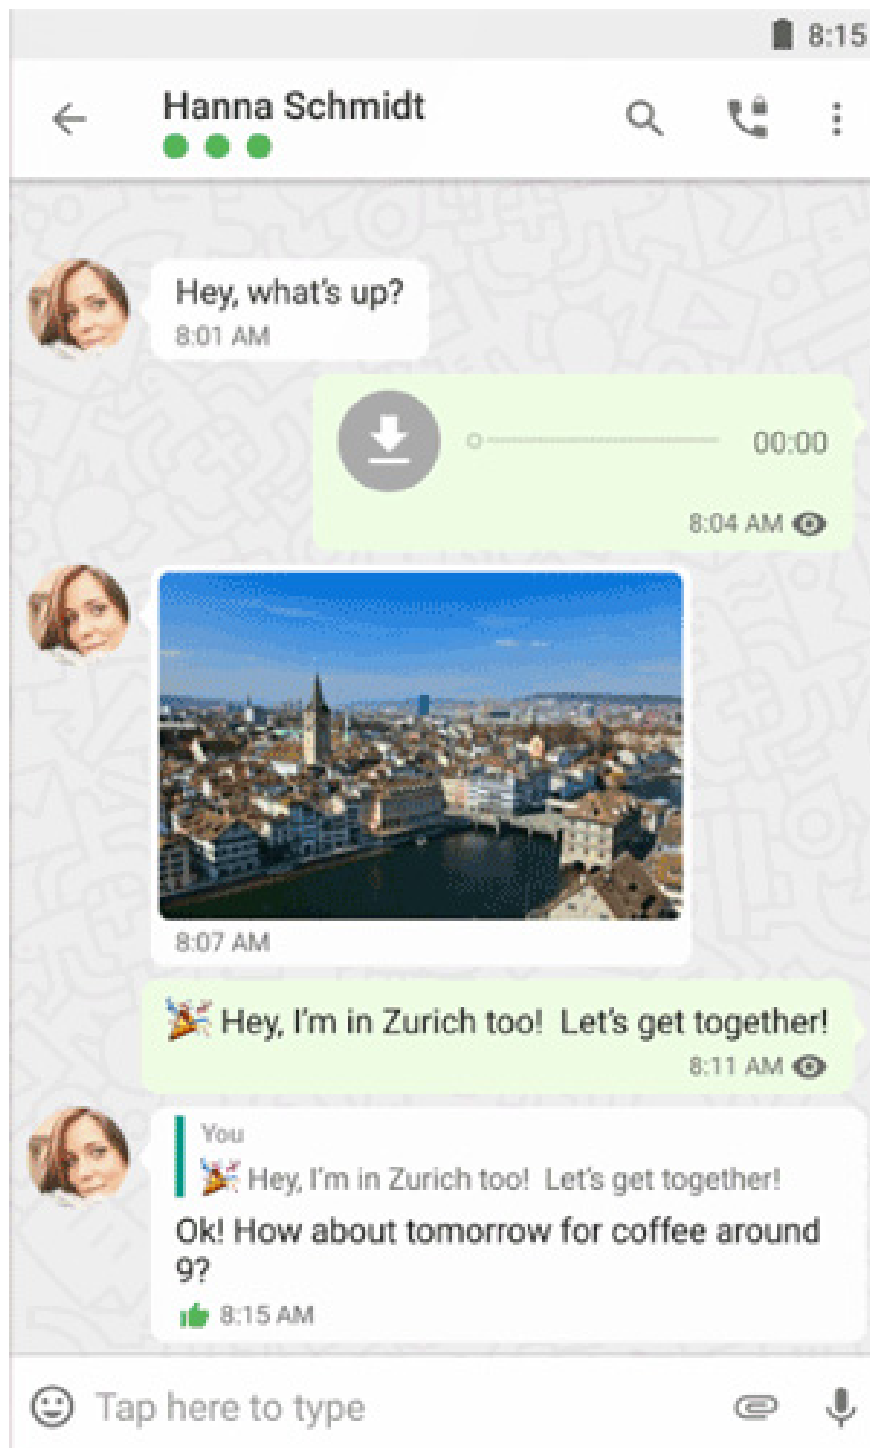 8:15
Hanna Schmidt
Hey, what's up?
8:01 AM
00:00
8:04 AM
8:07 AM
🎉 Hey, I'm in Zurich too!  Let's get together!
8:11 AM
You
🎉 Hey, I'm in Zurich too!  Let's get together!
Ok! How about tomorrow for coffee around
9?
8:15 AM
Tap here to type